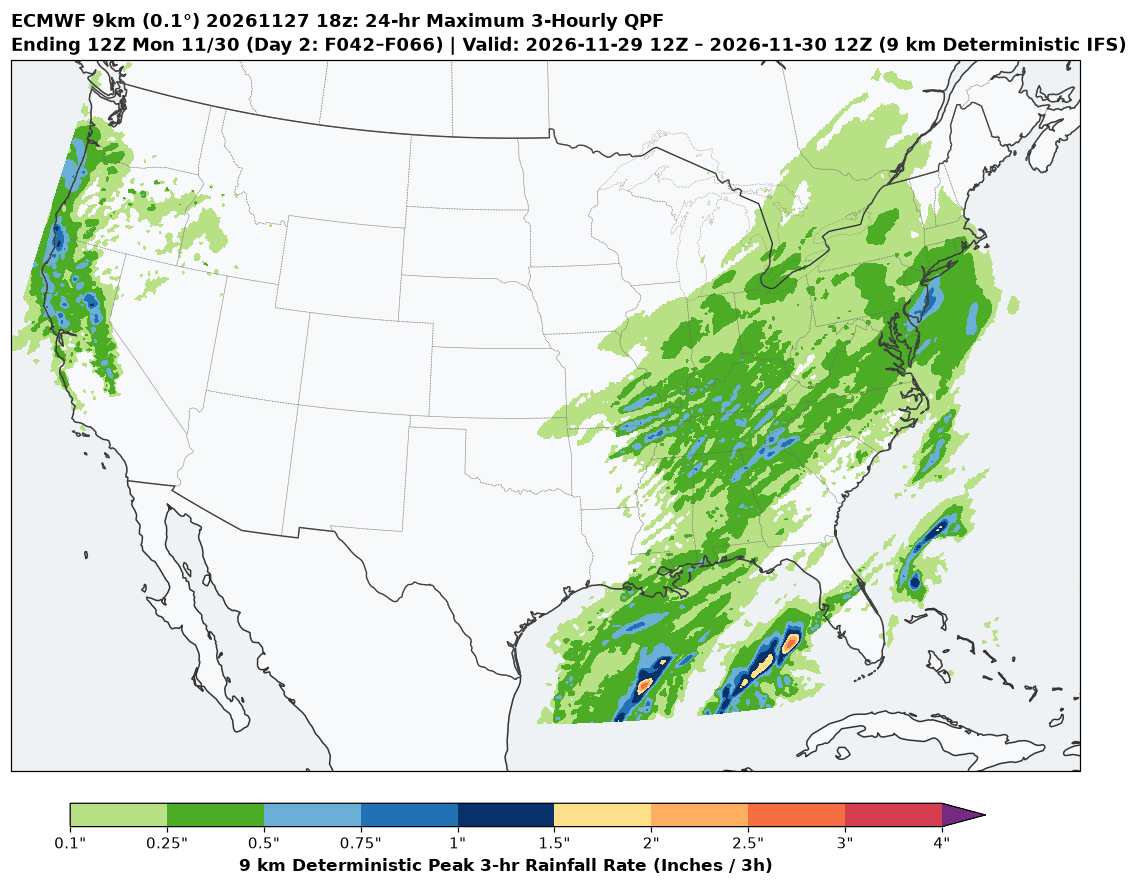 ECMWF 9km (0.1°) 20261127 18z: 24-hr Maximum 3-Hourly QPF
Ending 12Z Mon 11/30 (Day 2: F042–F066) | Valid: 2026-11-29 12Z – 2026-11-30 12Z (9 km Deterministic IFS)
0.1" 0.25" 0.5" 0.75" 1" 1.5" 2" 2.5" 3" 4"
9 km Deterministic Peak 3-hr Rainfall Rate (Inches / 3h)